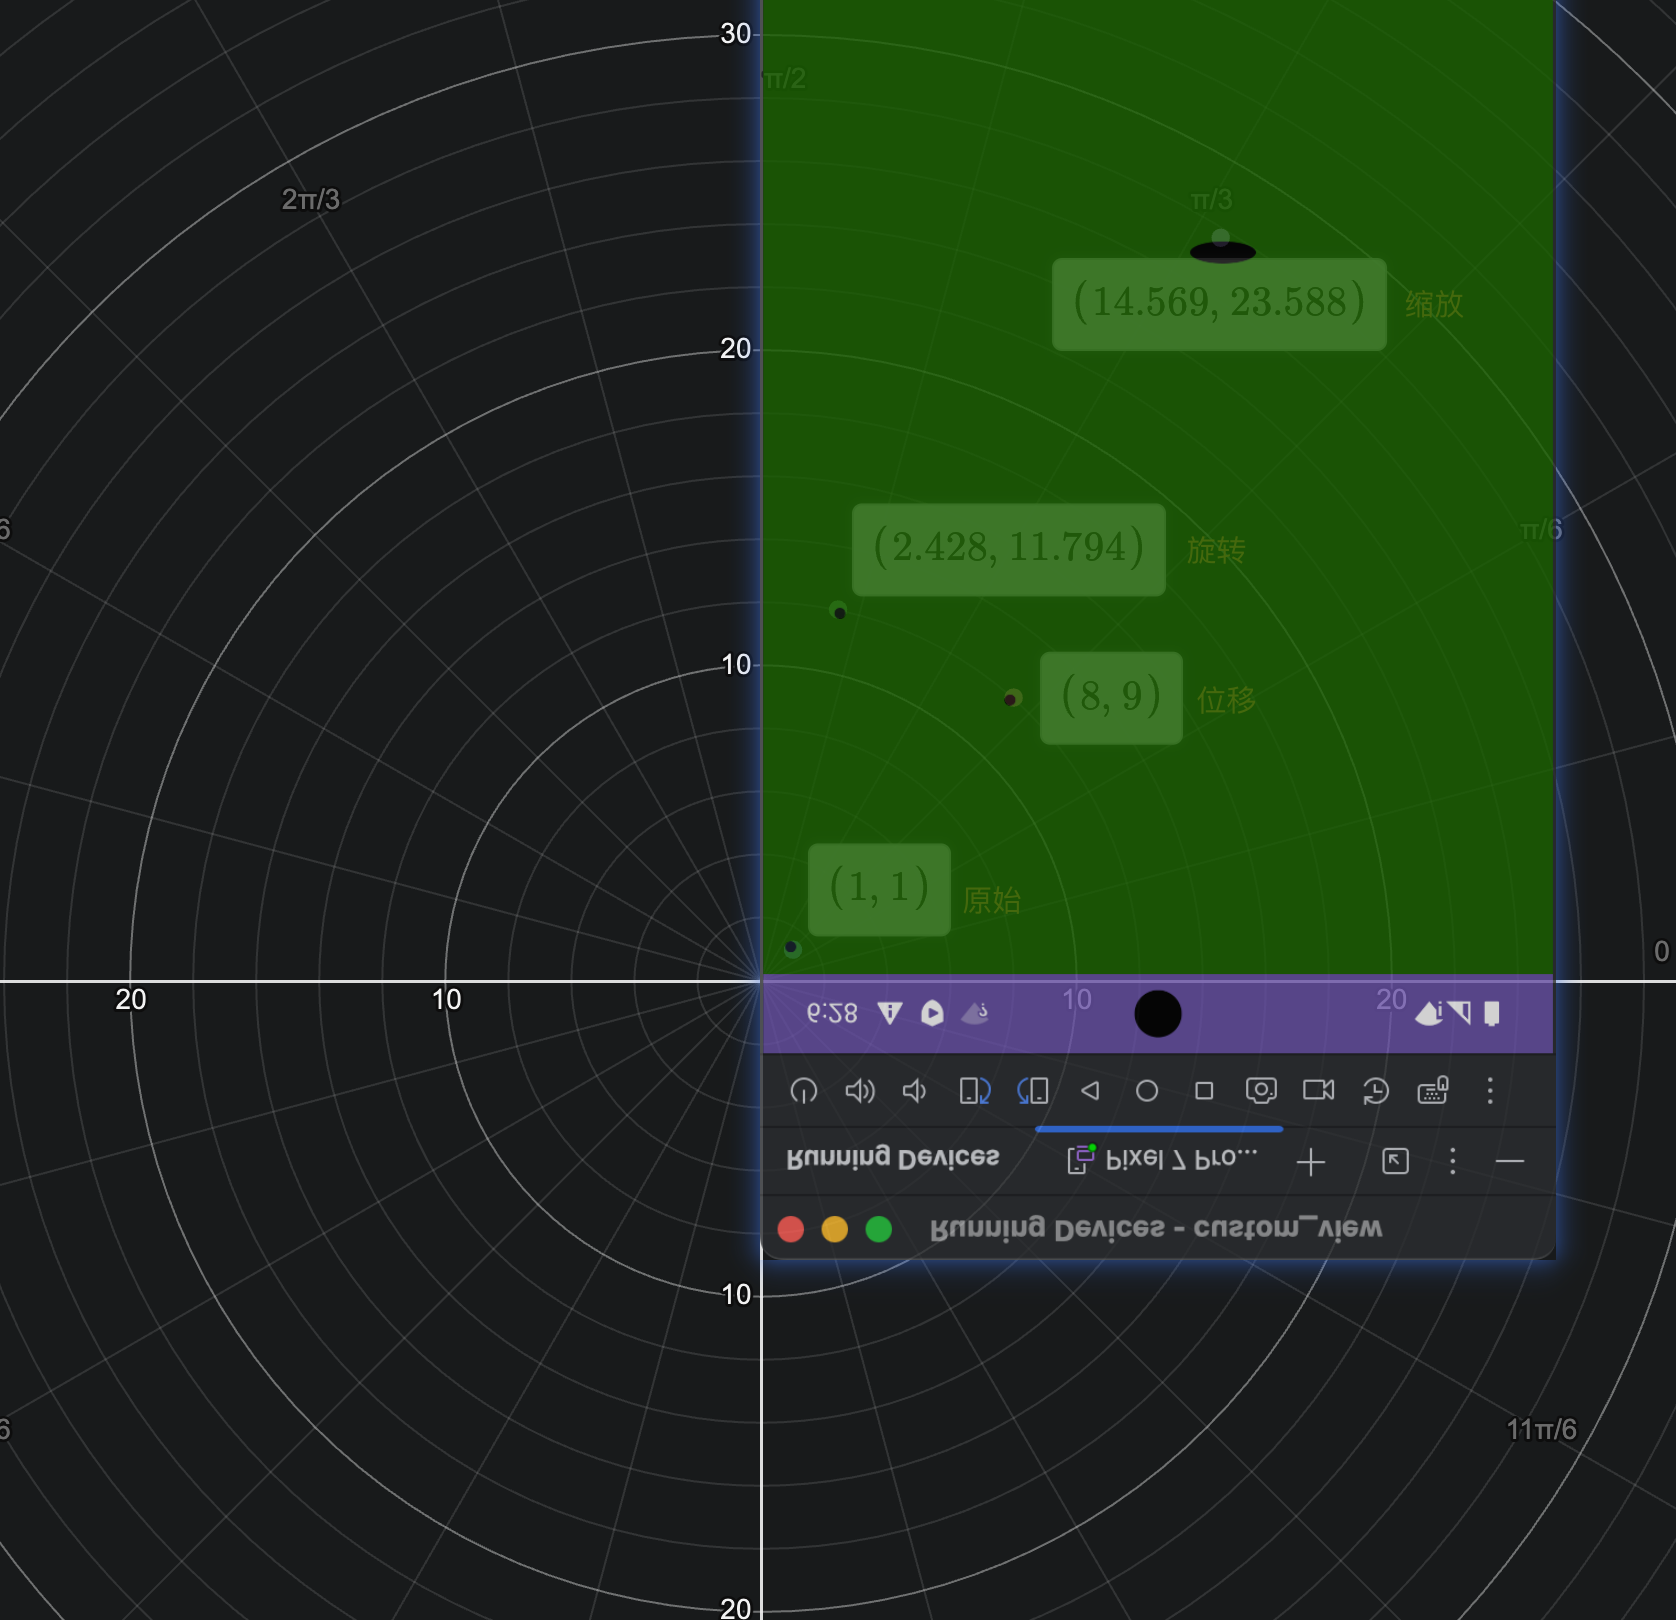 30
π/2
2π/3
π/3
(14.569, 23.588) 缩放
20
(2.428, 11.794) 旋转
π/6
10
(8, 9) 位移
(1, 1) 原始
0
20
10
10
20
6:28
Running Devices
Pixel 7 Pro...
Running Devices - custom_view
10
11π/6
20